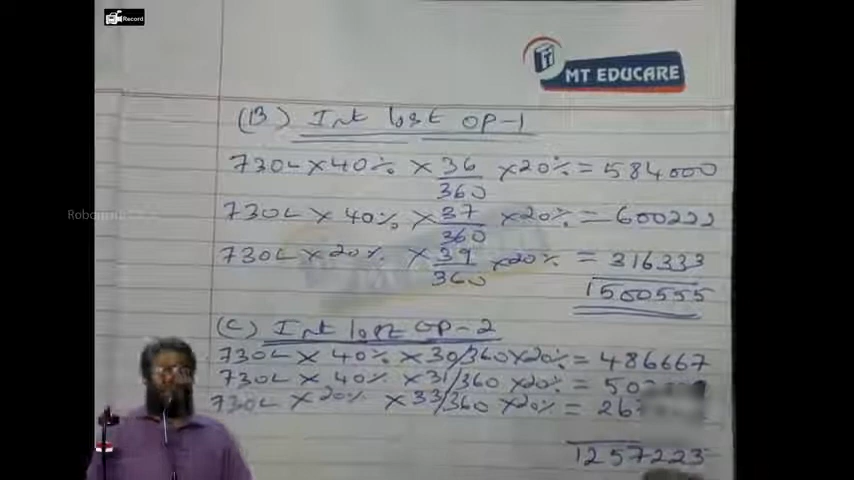 Record
MT EDUCARE
(B) Int lost OP-1
730L × 40% × 36/360 × 20% = 584000
730L × 40% × 37/360 × 20% = 600222
730L × 20% × 39/360 × 20% = 316333
1500555
(C) Int lost OP-2
730L × 40% × 30/360 × 20% = 486667
730L × 40% × 31/360 × 20% =
730L × 20% × 33/360 × 20% = 
1257223